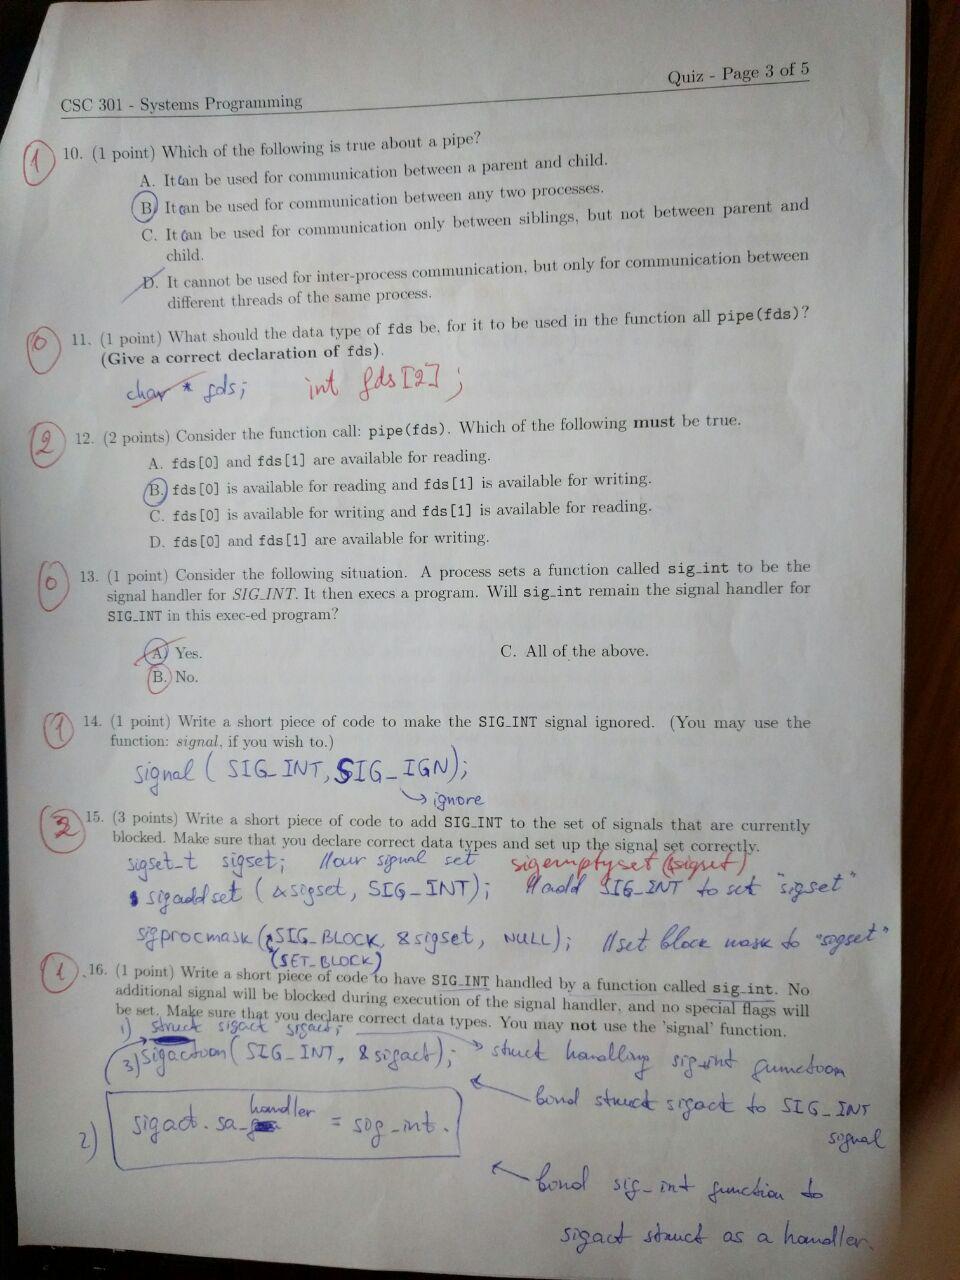 Quiz - Page 3 of 5
CSC 301 - Systems Programming
1 10. (1 point) Which of the following is true about a pipe?
A. It can be used for communication between a parent and child.
B. It can be used for communication between any two processes.
C. It can be used for communication only between siblings, but not between parent and
child.
D. It cannot be used for inter-process communication, but only for communication between
different threads of the same process.
0 11. (1 point) What should the data type of fds be, for it to be used in the function all pipe(fds)?
(Give a correct declaration of fds).
char * fds; int fds[2];
2 12. (2 points) Consider the function call: pipe(fds). Which of the following must be true.
A. fds[0] and fds[1] are available for reading.
B. fds[0] is available for reading and fds[1] is available for writing.
C. fds[0] is available for writing and fds[1] is available for reading.
D. fds[0] and fds[1] are available for writing.
0 13. (1 point) Consider the following situation. A process sets a function called sig_int to be the
signal handler for SIG_INT. It then execs a program. Will sig_int remain the signal handler for
SIG_INT in this exec-ed program?
A. Yes. C. All of the above.
B. No.
1 14. (1 point) Write a short piece of code to make the SIG_INT signal ignored. (You may use the
function: signal, if you wish to.)
signal ( SIG_INT, SIG_IGN);
ignore
15. (3 points) Write a short piece of code to add SIG_INT to the set of signals that are currently
blocked. Make sure that you declare correct data types and set up the signal set correctly.
sigset_t sigset; //our signal set sigemptyset(&sigset)
sigaddset (&sigset, SIG_INT); //add SIG_INT to set "sigset"
sigprocmask (SIG_BLOCK, &sigset, NULL); //set block mask to "sigset"
(SET_BLOCK)
1 16. (1 point) Write a short piece of code to have SIG_INT handled by a function called sig_int. No
additional signal will be blocked during execution of the signal handler, and no special flags will
be set. Make sure that you declare correct data types. You may not use the 'signal' function.
1) struct sigact sigact;
3) sigaction( SIG_INT, &sigact); struct handling sig_int function
bond struct sigact to SIG_INT
signal
handler
2) sigact.sa_ = sig_int.
bond sig_int function to
sigact struct as a handler.